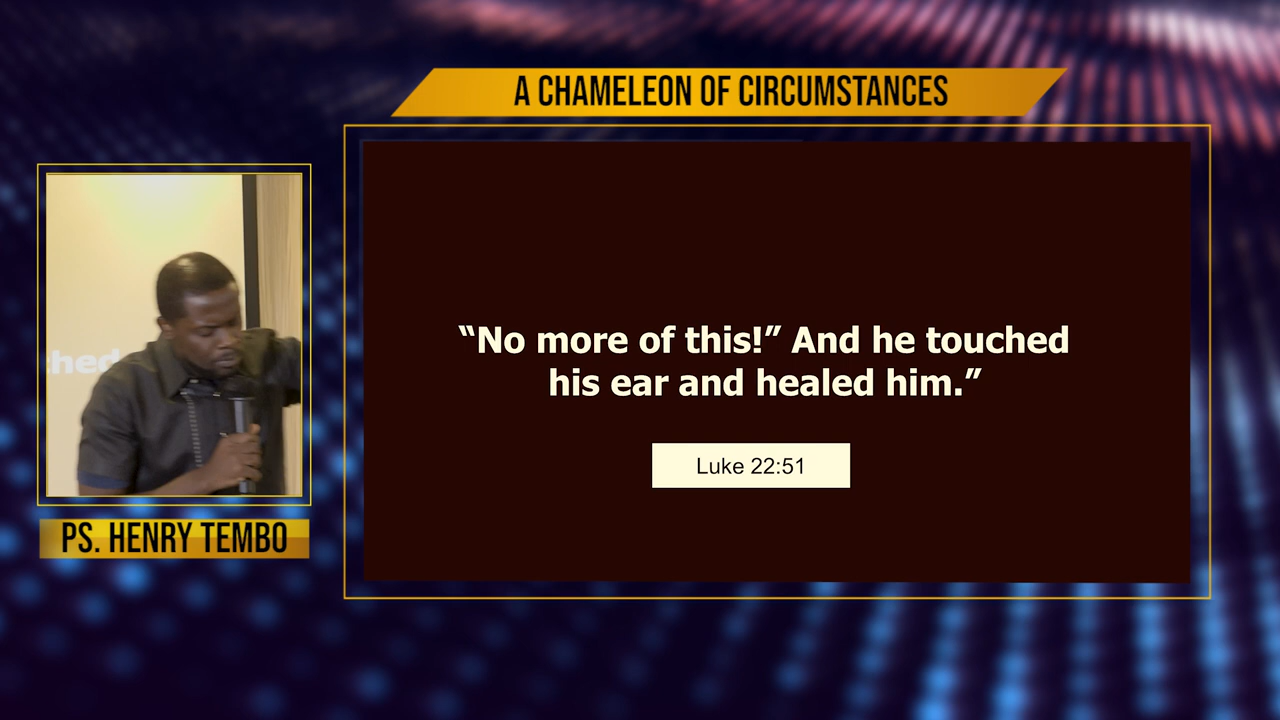 A CHAMELEON OF CIRCUMSTANCES
“No more of this!” And he touched
his ear and healed him.”
Luke 22:51
ched
PS. HENRY TEMBO